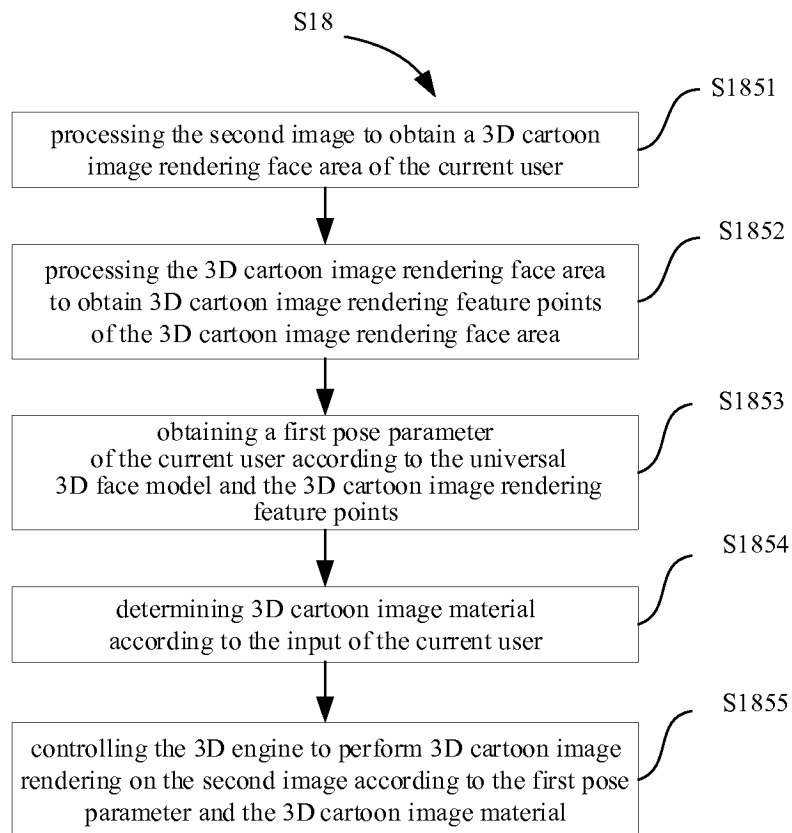 S18
S1851
processing the second image to obtain a 3D cartoon
image rendering face area of the current user
S1852
processing the 3D cartoon image rendering face area
to obtain 3D cartoon image rendering feature points
of the 3D cartoon image rendering face area
S1853
obtaining a first pose parameter
of the current user according to the universal
3D face model and the 3D cartoon image rendering
feature points
S1854
determining 3D cartoon image material
according to the input of the current user
S1855
controlling the 3D engine to perform 3D cartoon image
rendering on the second image according to the first pose
parameter and the 3D cartoon image material